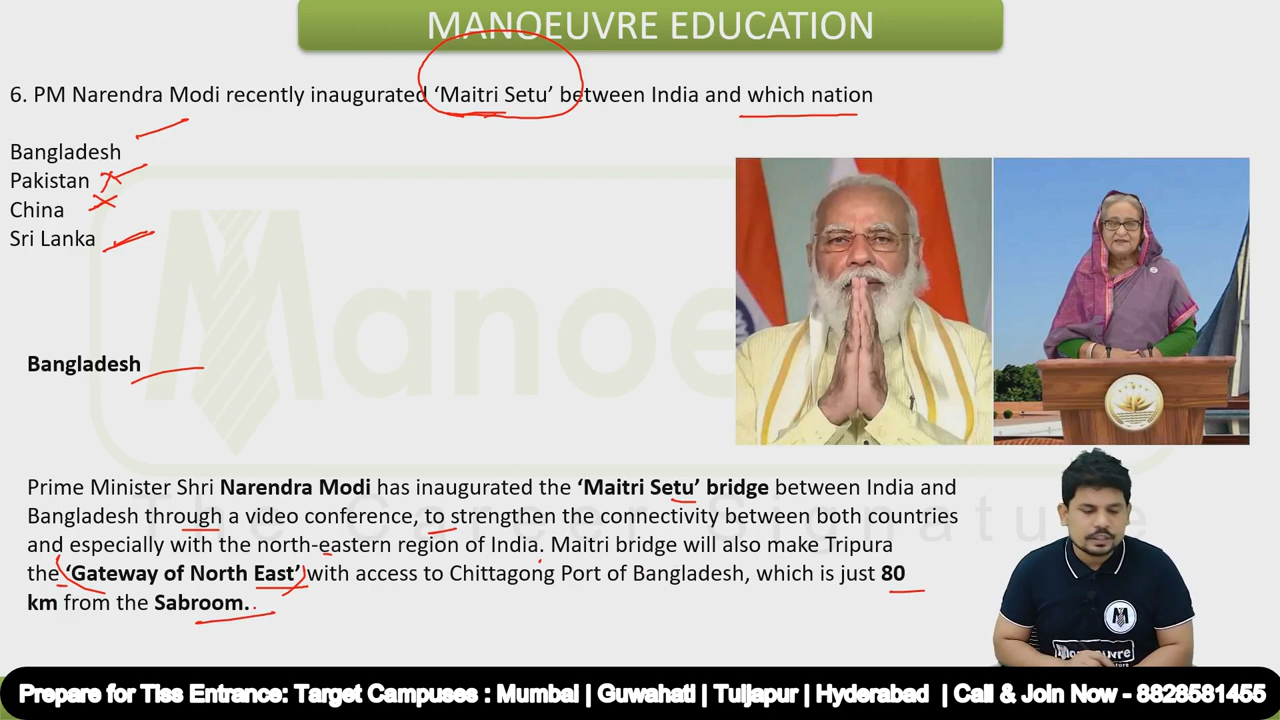 MANOEUVRE EDUCATION
6. PM Narendra Modi recently inaugurated ‘Maitri Setu’ between India and which nation
Bangladesh
Pakistan
China
Sri Lanka
Manoe
Bangladesh
Prime Minister Shri Narendra Modi has inaugurated the ‘Maitri Setu’ bridge between India and
Bangladesh through a video conference, to strengthen the connectivity between both countries
and especially with the north-eastern region of India. Maitri bridge will also make Tripura
the ‘Gateway of North East’ with access to Chittagong Port of Bangladesh, which is just 80
km from the Sabroom.
The Career Signature
M
Manoeuvre
Prepare for Tiss Entrance: Target Campuses : Mumbai | Guwahati | Tuljapur | Hyderabad | Call & Join Now - 8828581455